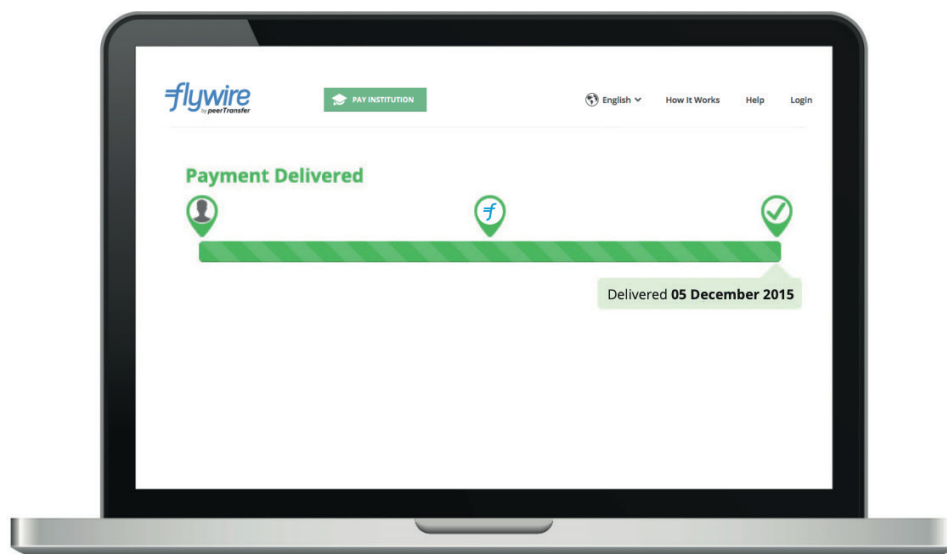 flywire
by peerTransfer
PAY INSTITUTION
English
How It Works
Help
Login
Payment Delivered
Delivered 05 December 2015